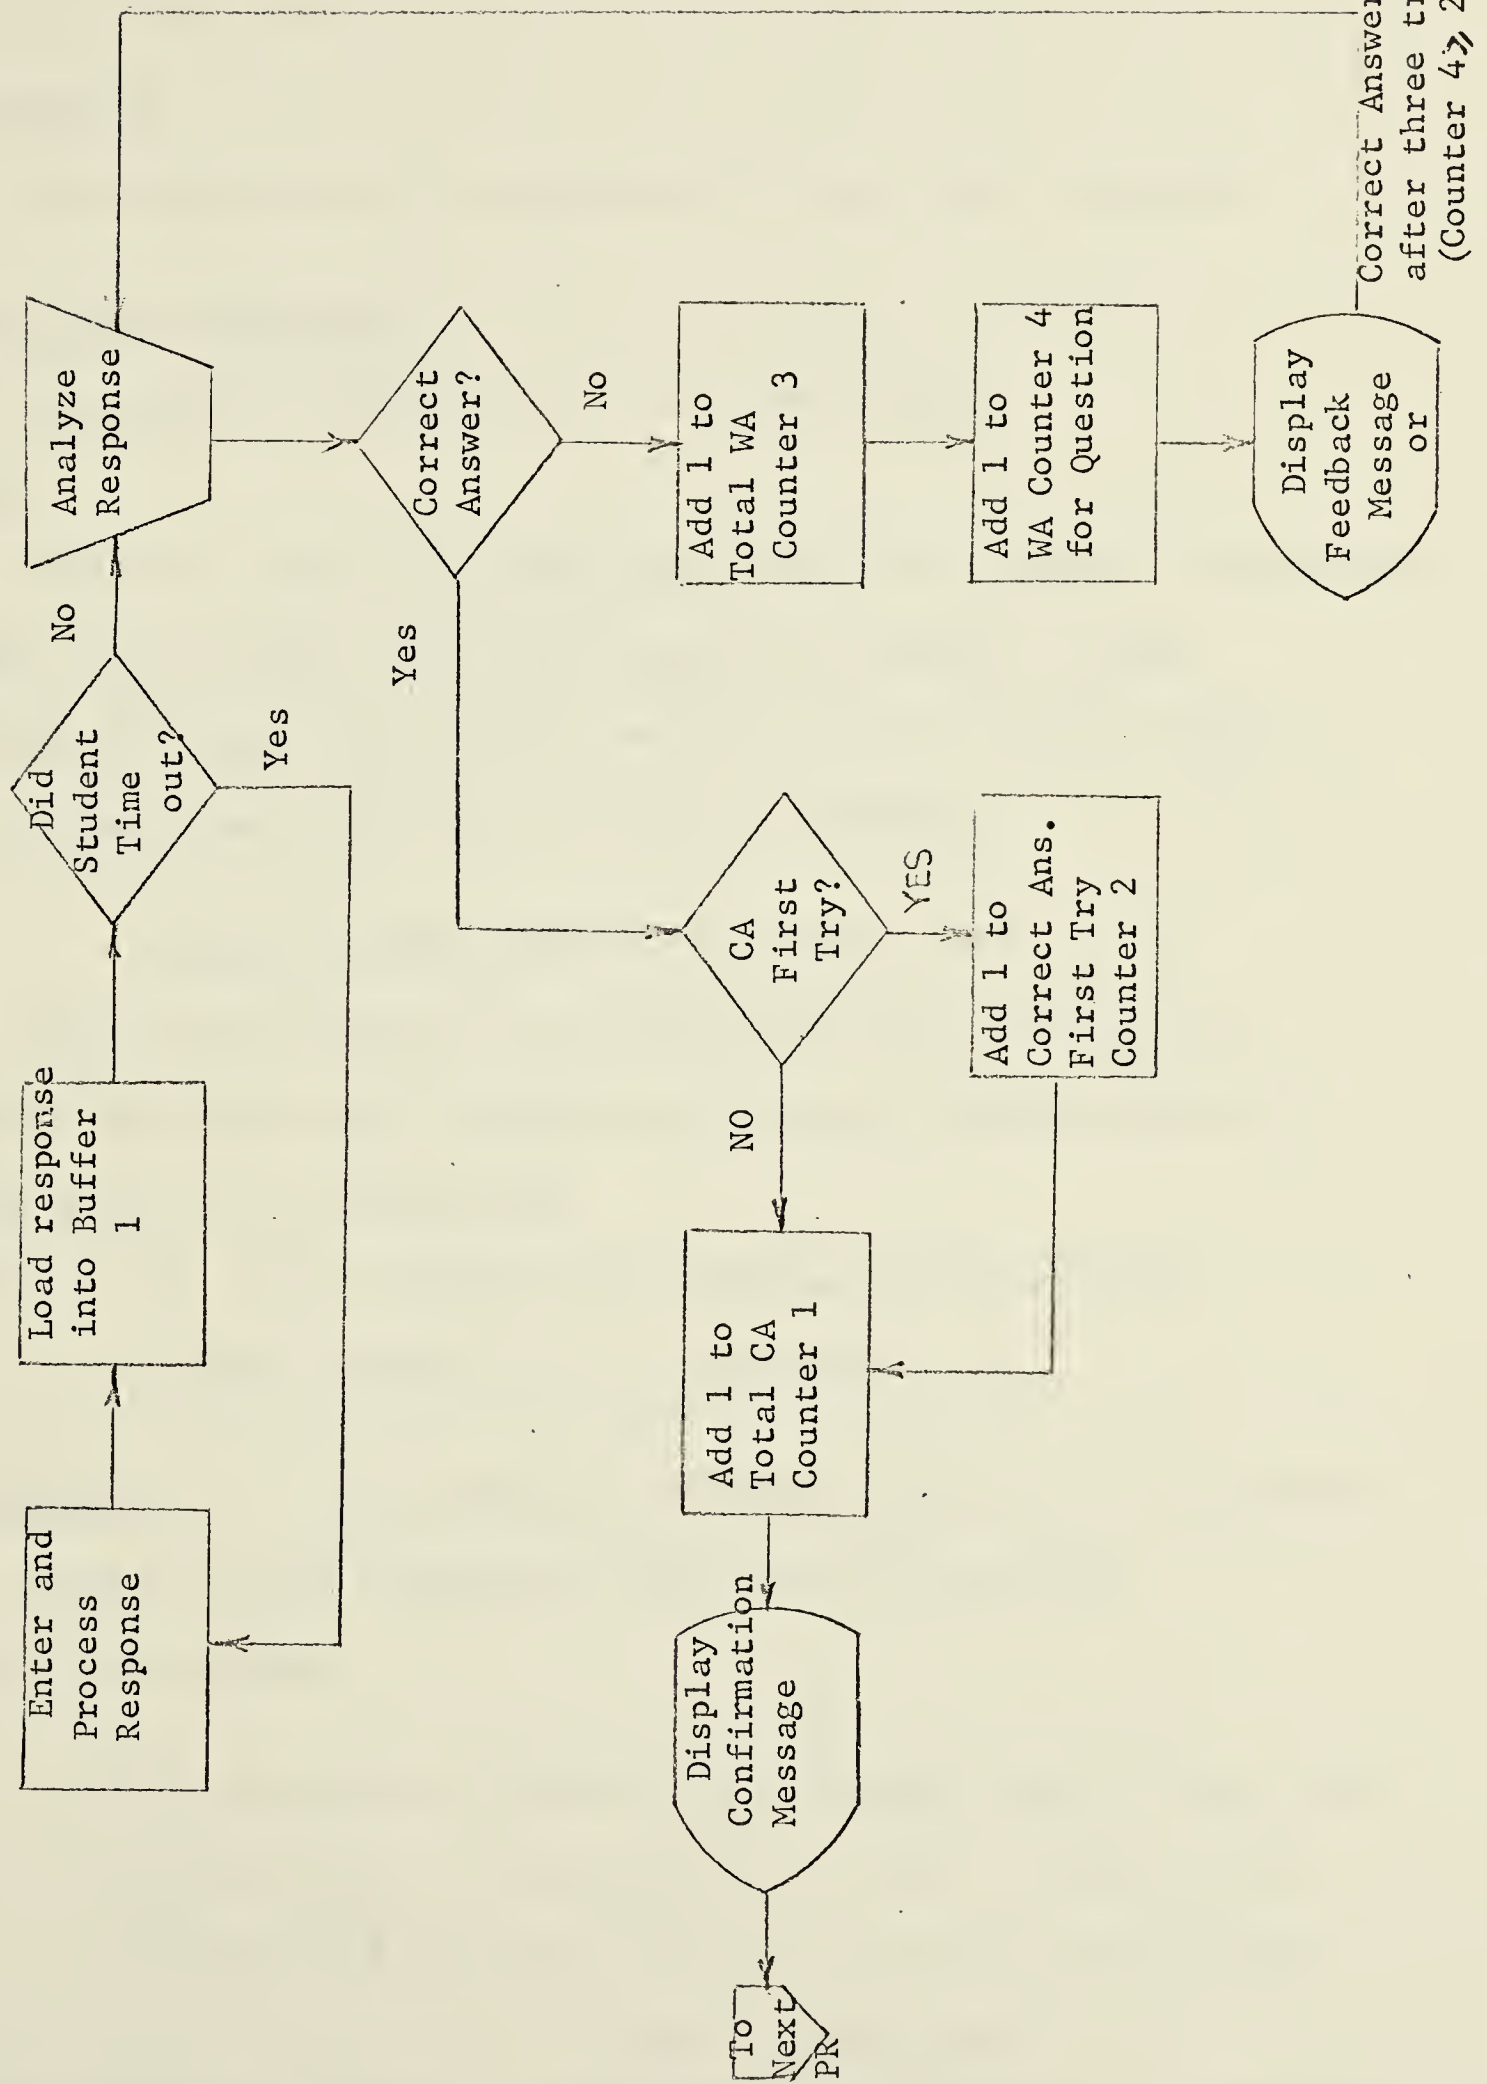 Enter and
Process
Response
Load response
into Buffer
1
Did
Student
Time
out?
Yes
No
Analyze
Response
Correct
Answer?
Yes
No
CA
First
Try?
YES
NO
Add 1 to
Correct Ans.
First Try
Counter 2
Add 1 to
Total CA
Counter 1
Display
Confirmation
Message
To
Next
PR
Add 1 to
Total WA
Counter 3
Add 1 to
WA Counter 4
for Question
Display
Feedback
Message
or
Correct Answer
after three
(Counter 4 ⩾ 2